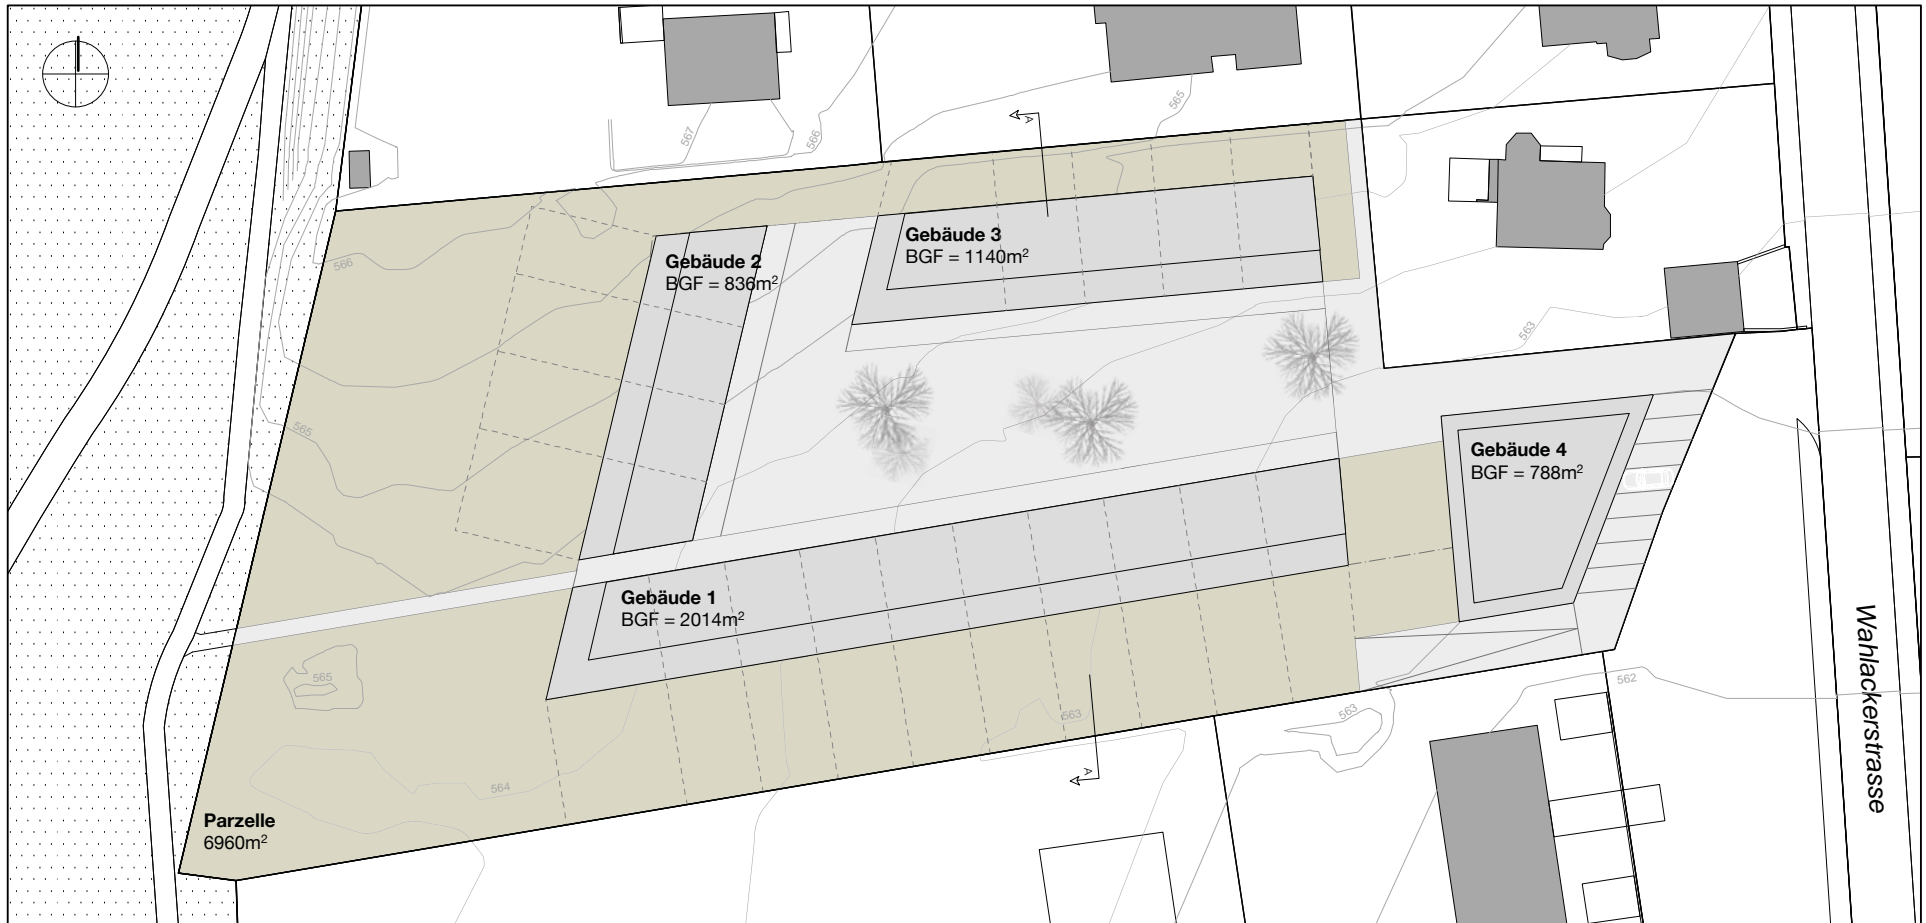 567
566
A
565
Gebäude 3
BGF = 1140m²
566
Gebäude 2
BGF = 836m²
563
565
Gebäude 4
BGF = 788m²
Gebäude 1
BGF = 2014m²
565
562
563
563
A
564
Wahlackerstrasse
Parzelle
6960m²